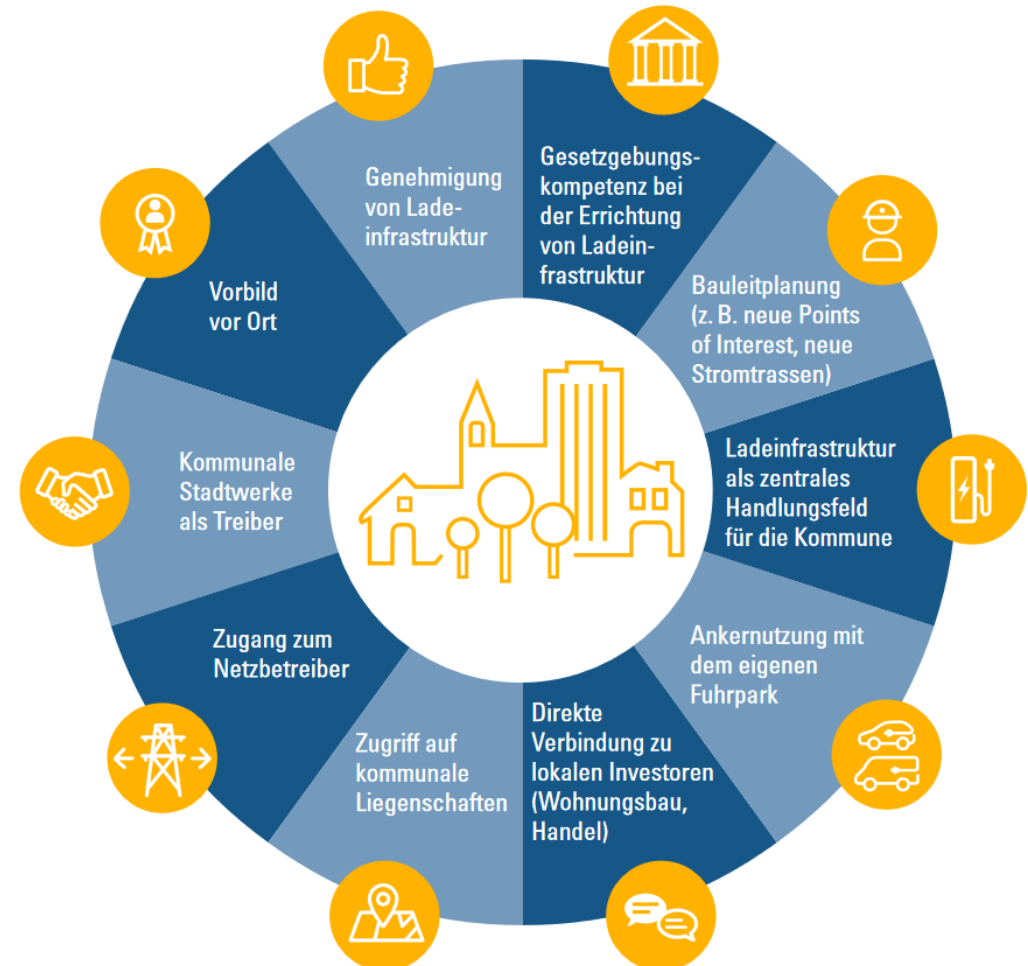 Gesetzgebungs-
kompetenz bei
der Errichtung
von Ladein-
frastruktur
Bauleitplanung
(z. B. neue Points
of Interest, neue
Stromtrassen)
Ladeinfrastruktur
als zentrales
Handlungsfeld
für die Kommune
Ankernutzung mit
dem eigenen
Fuhrpark
Direkte
Verbindung zu
lokalen Investoren
(Wohnungsbau,
Handel)
Zugriff auf
kommunale
Liegenschaften
Zugang zum
Netzbetreiber
Kommunale
Stadtwerke
als Treiber
Vorbild
vor Ort
Genehmigung
von Lade-
infrastruktur